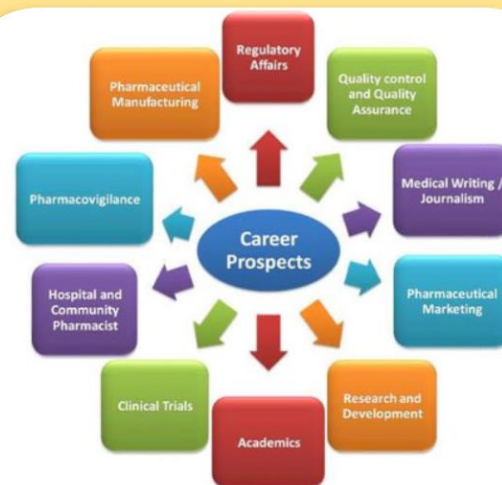 Regulatory
Affairs
Quality control
and Quality
Assurance
Medical Writing /
Journalism
Pharmaceutical
Marketing
Research and
Development
Academics
Clinical Trials
Hospital and
Community
Pharmacist
Pharmacovigilance
Pharmaceutical
Manufacturing
Career
Prospects